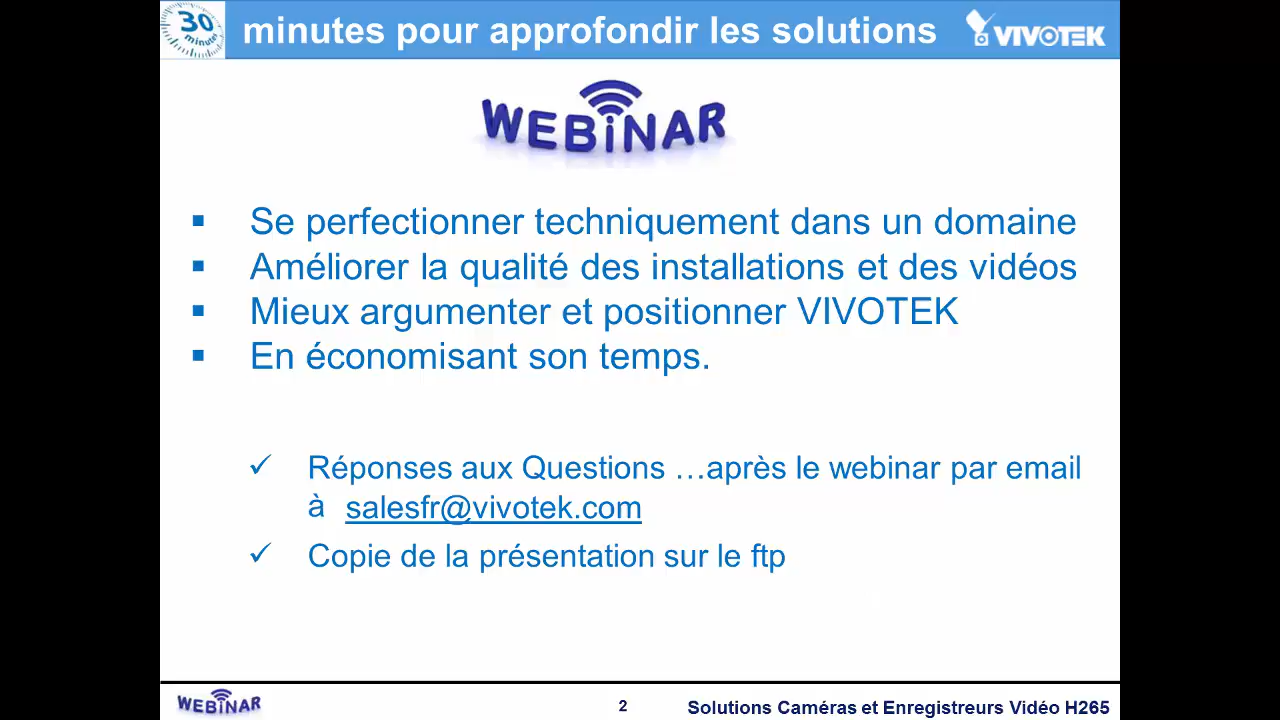 30 minutes
minutes pour approfondir les solutions
VIVOTEK
WEBINAR
▪ Se perfectionner techniquement dans un domaine
▪ Améliorer la qualité des installations et des vidéos
▪ Mieux argumenter et positionner VIVOTEK
▪ En économisant son temps.
✓ Réponses aux Questions …après le webinar par email
à salesfr@vivotek.com
✓ Copie de la présentation sur le ftp
WEBINAR
2
Solutions Caméras et Enregistreurs Vidéo H265